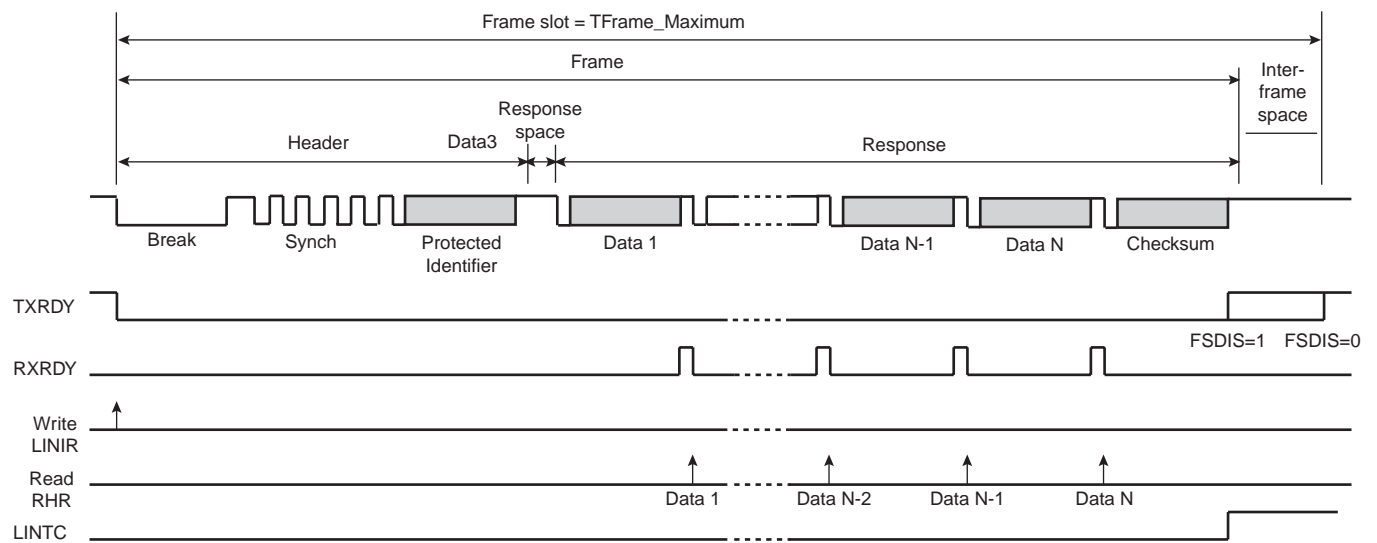 Frame slot = TFrame_Maximum
Frame
Inter-
frame
space
Response
space
Header
Data3
Response
Break
Synch
Protected
Identifier
Data 1
Data N-1
Data N
Checksum
TXRDY
FSDIS=1
FSDIS=0
RXRDY
Write
LINIR
Read
RHR
Data 1
Data N-2
Data N-1
Data N
LINTC